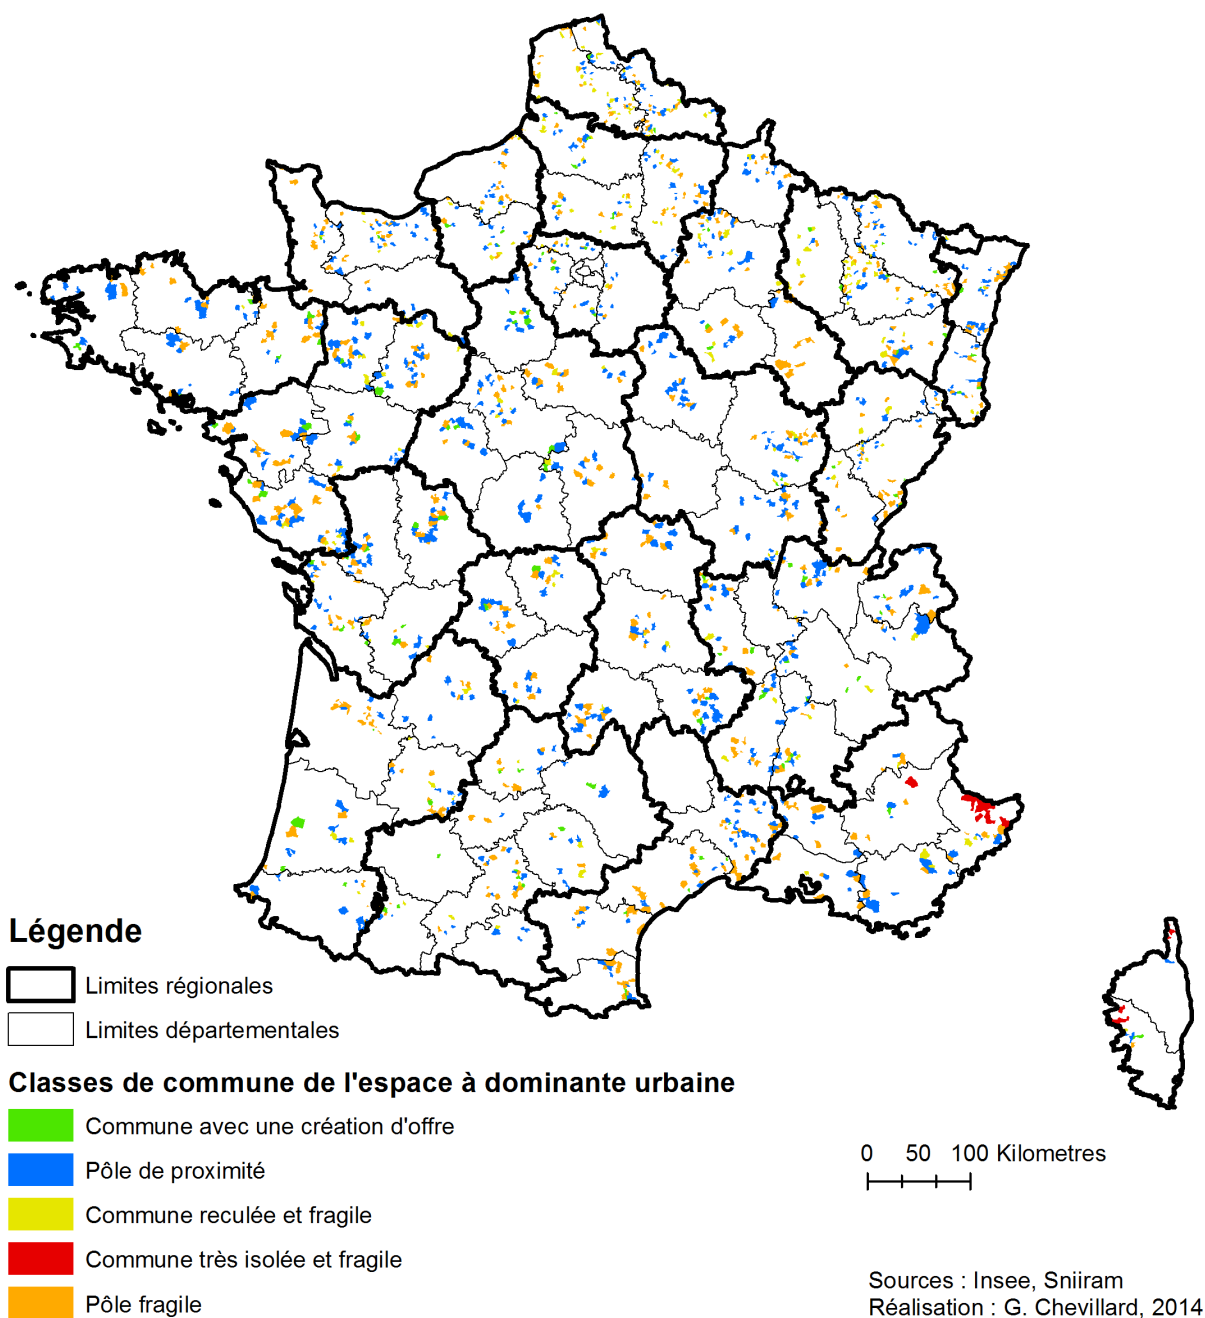 Légende
Limites régionales
Limites départementales
Classes de commune de l'espace à dominante urbaine
Commune avec une création d'offre
Pôle de proximité
Commune reculée et fragile
Commune très isolée et fragile
Pôle fragile
0 50 100 Kilometres
Sources : Insee, Sniiram
Réalisation : G. Chevillard, 2014